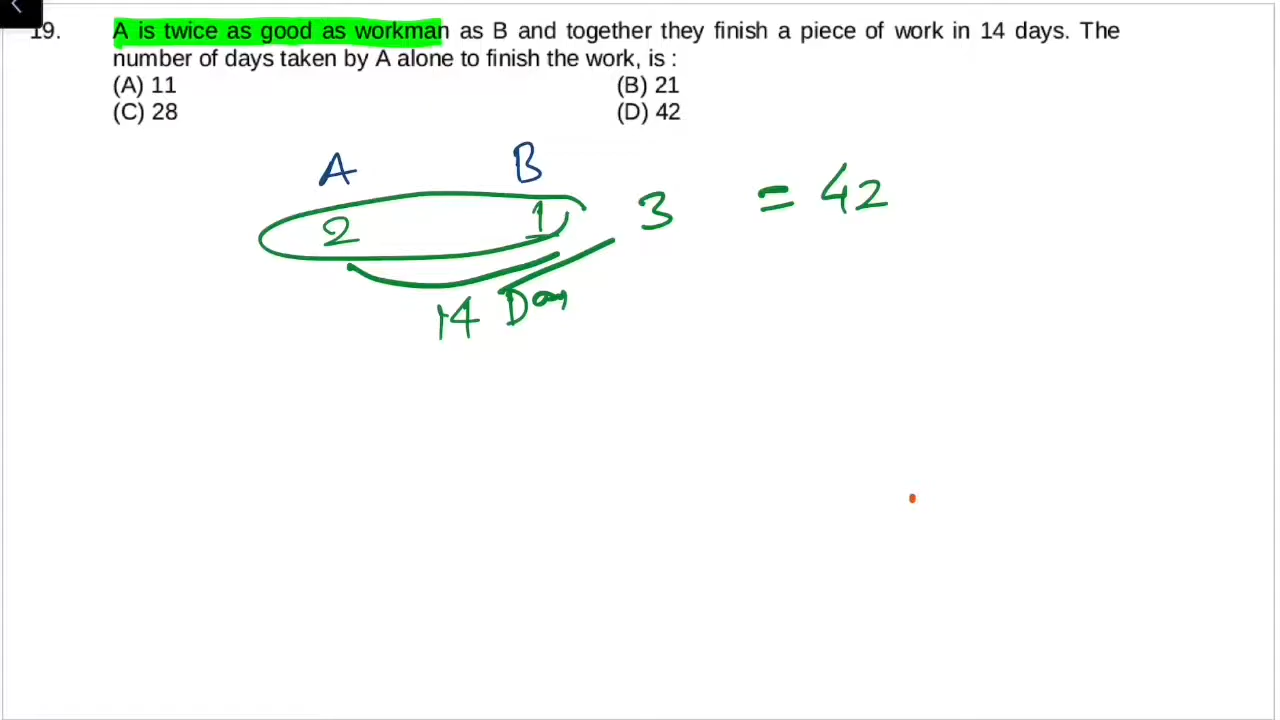 19. A is twice as good as workman as B and together they finish a piece of work in 14 days. The
number of days taken by A alone to finish the work, is :
(A) 11 (B) 21
(C) 28 (D) 42
A B
2 1 3 = 42
14 Day